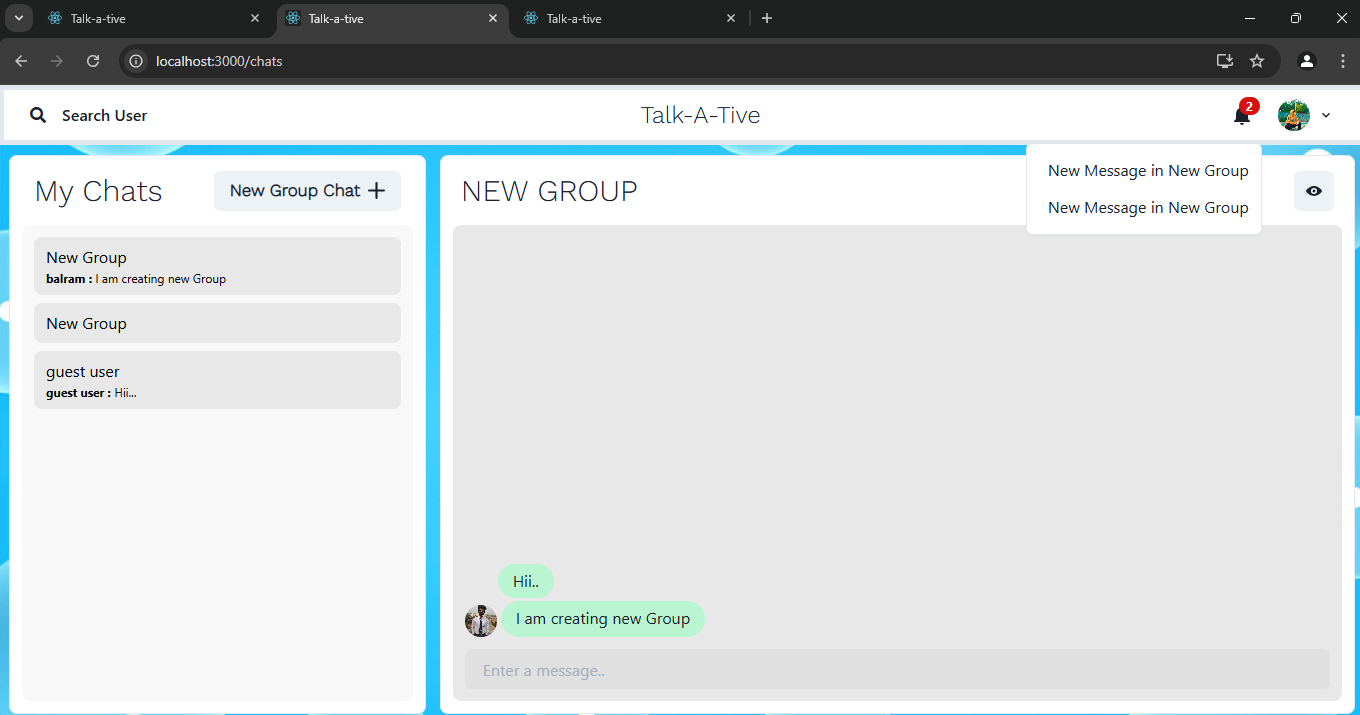 Talk-a-tive
Talk-a-tive
Talk-a-tive
localhost:3000/chats
Search User
Talk-A-Tive
2
My Chats
New Group Chat
New Group
balram : I am creating new Group
New Group
guest user
guest user : Hii...
NEW GROUP
New Message in New Group
New Message in New Group
Hii..
I am creating new Group
Enter a message..